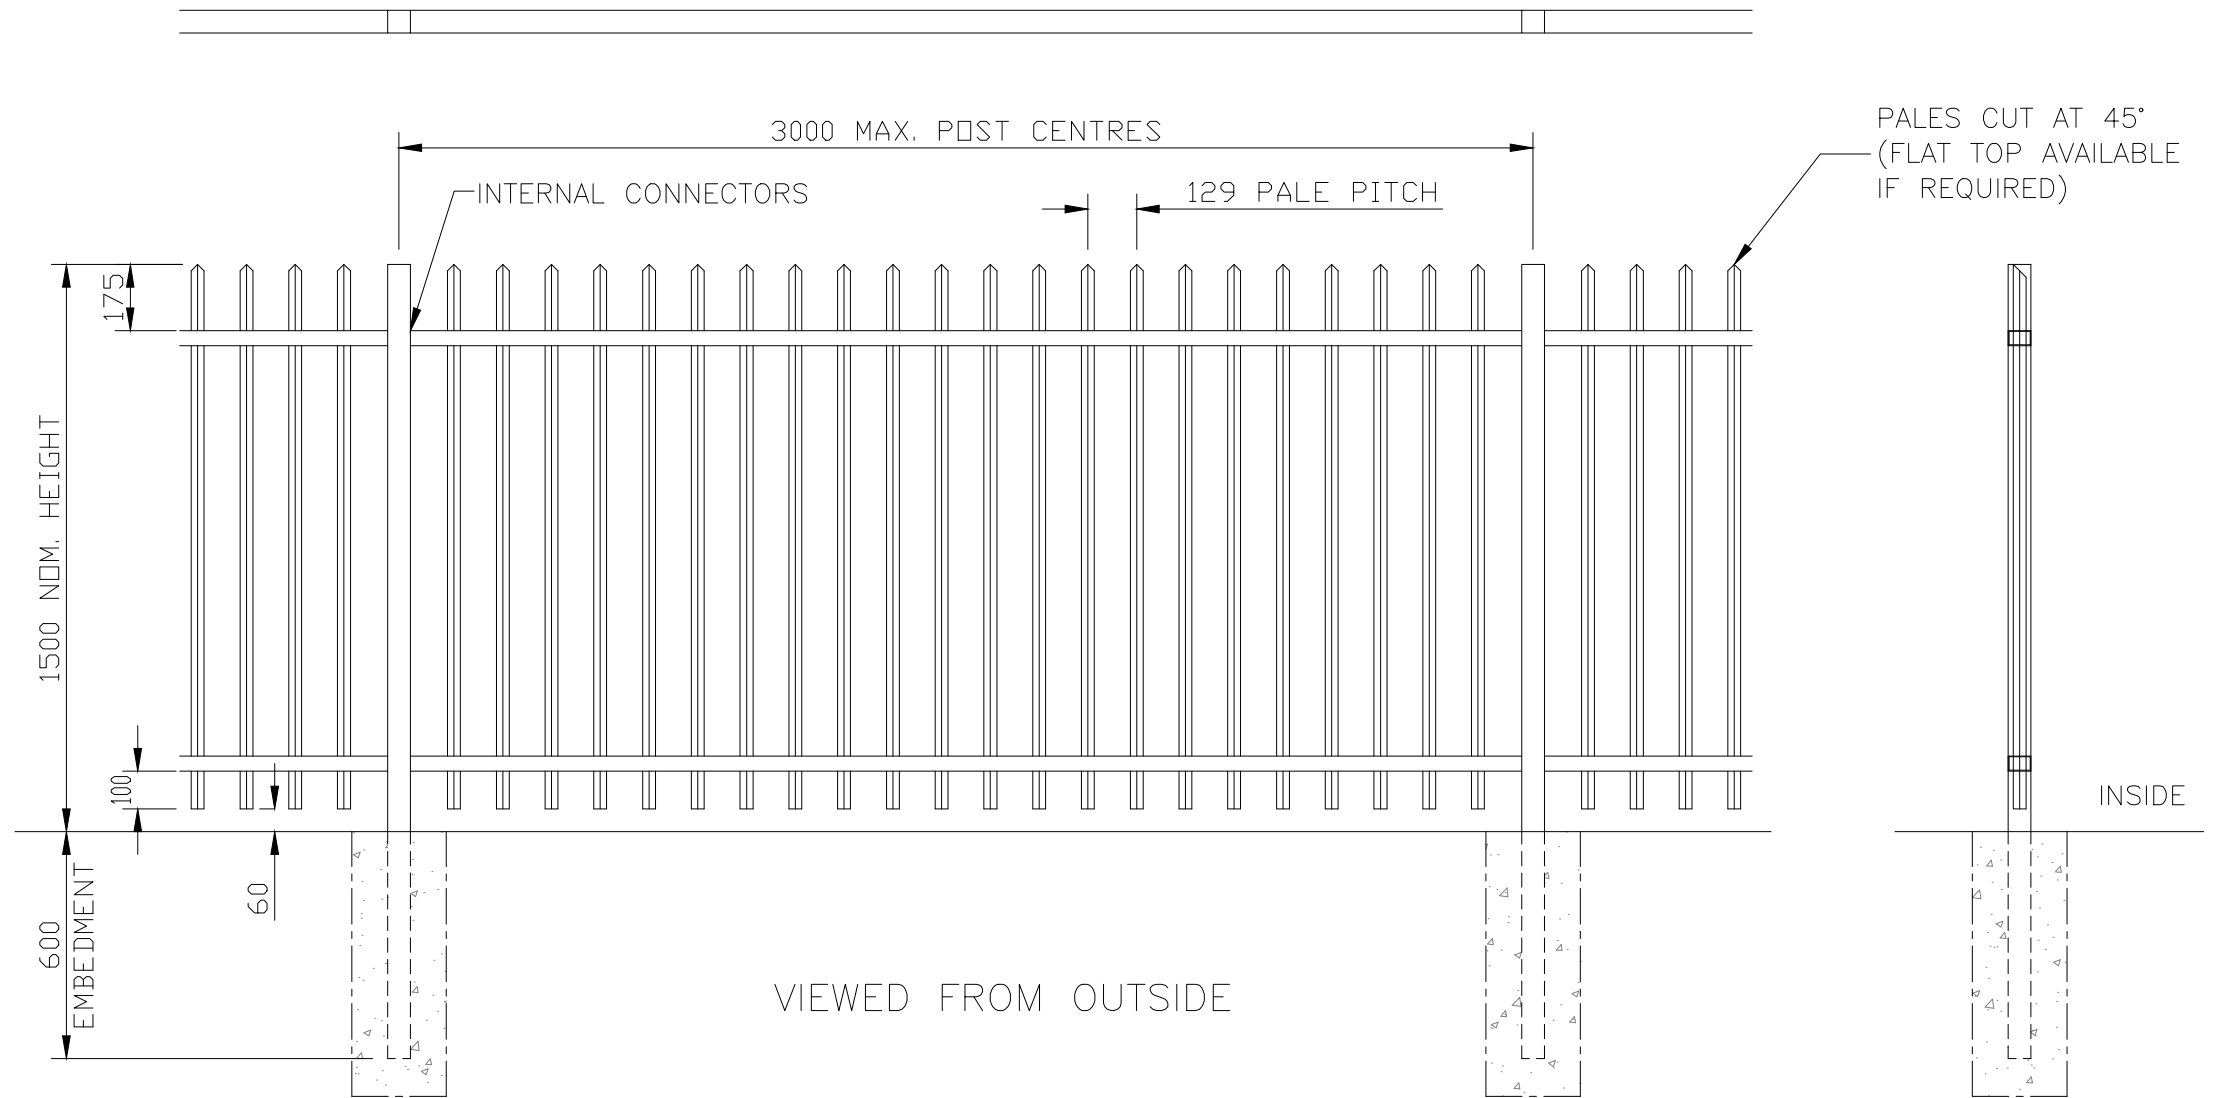 3000 MAX. POST CENTRES
PALES CUT AT 45°
(FLAT TOP AVAILABLE
IF REQUIRED)
INTERNAL CONNECTORS
129 PALE PITCH
175
1500 NOM. HEIGHT
100
60
600
EMBEDMENT
INSIDE
VIEWED FROM OUTSIDE